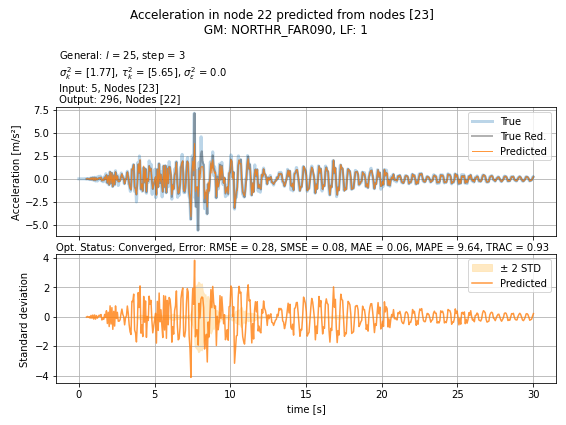 Acceleration in node 22 predicted from nodes [23]
GM: NORTHR_FAR090, LF: 1
General: l = 25, step = 3
σ²ₖ = [1.77], τ²ₖ = [5.65], σ²ε = 0.0
Input: 5, Nodes [23]
Output: 296, Nodes [22]
7.5
5.0
2.5
0.0
−2.5
−5.0
Acceleration [m/s²]
True
True Red.
Predicted
Opt. Status: Converged, Error: RMSE = 0.28, SMSE = 0.08, MAE = 0.06, MAPE = 9.64, TRAC = 0.93
4
2
0
−2
−4
Standard deviation
± 2 STD
Predicted
0 5 10 15 20 25 30
time [s]